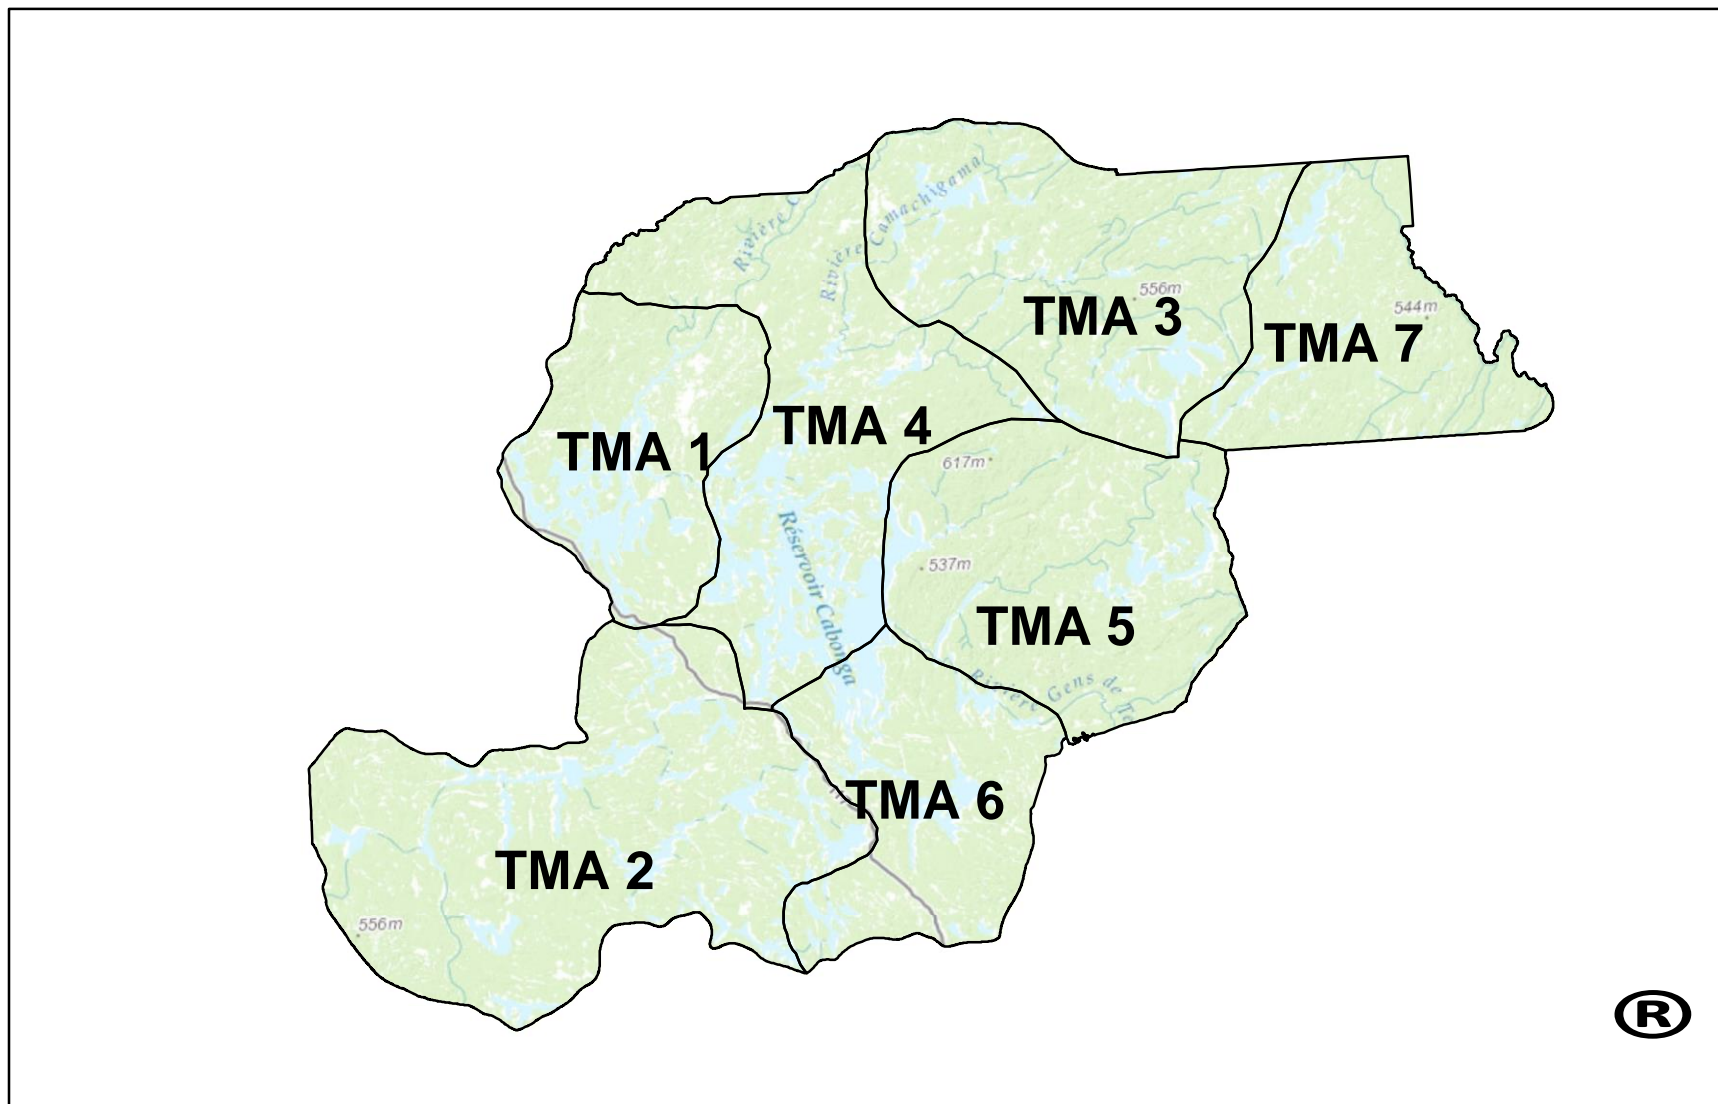 Rivière
Rivière Camachigama
556m
TMA 3
544m
TMA 7
TMA 4
TMA 1
617m
Réservoir Cabonga
537m
TMA 5
Rivière Gens de
TMA 6
TMA 2
556m
®